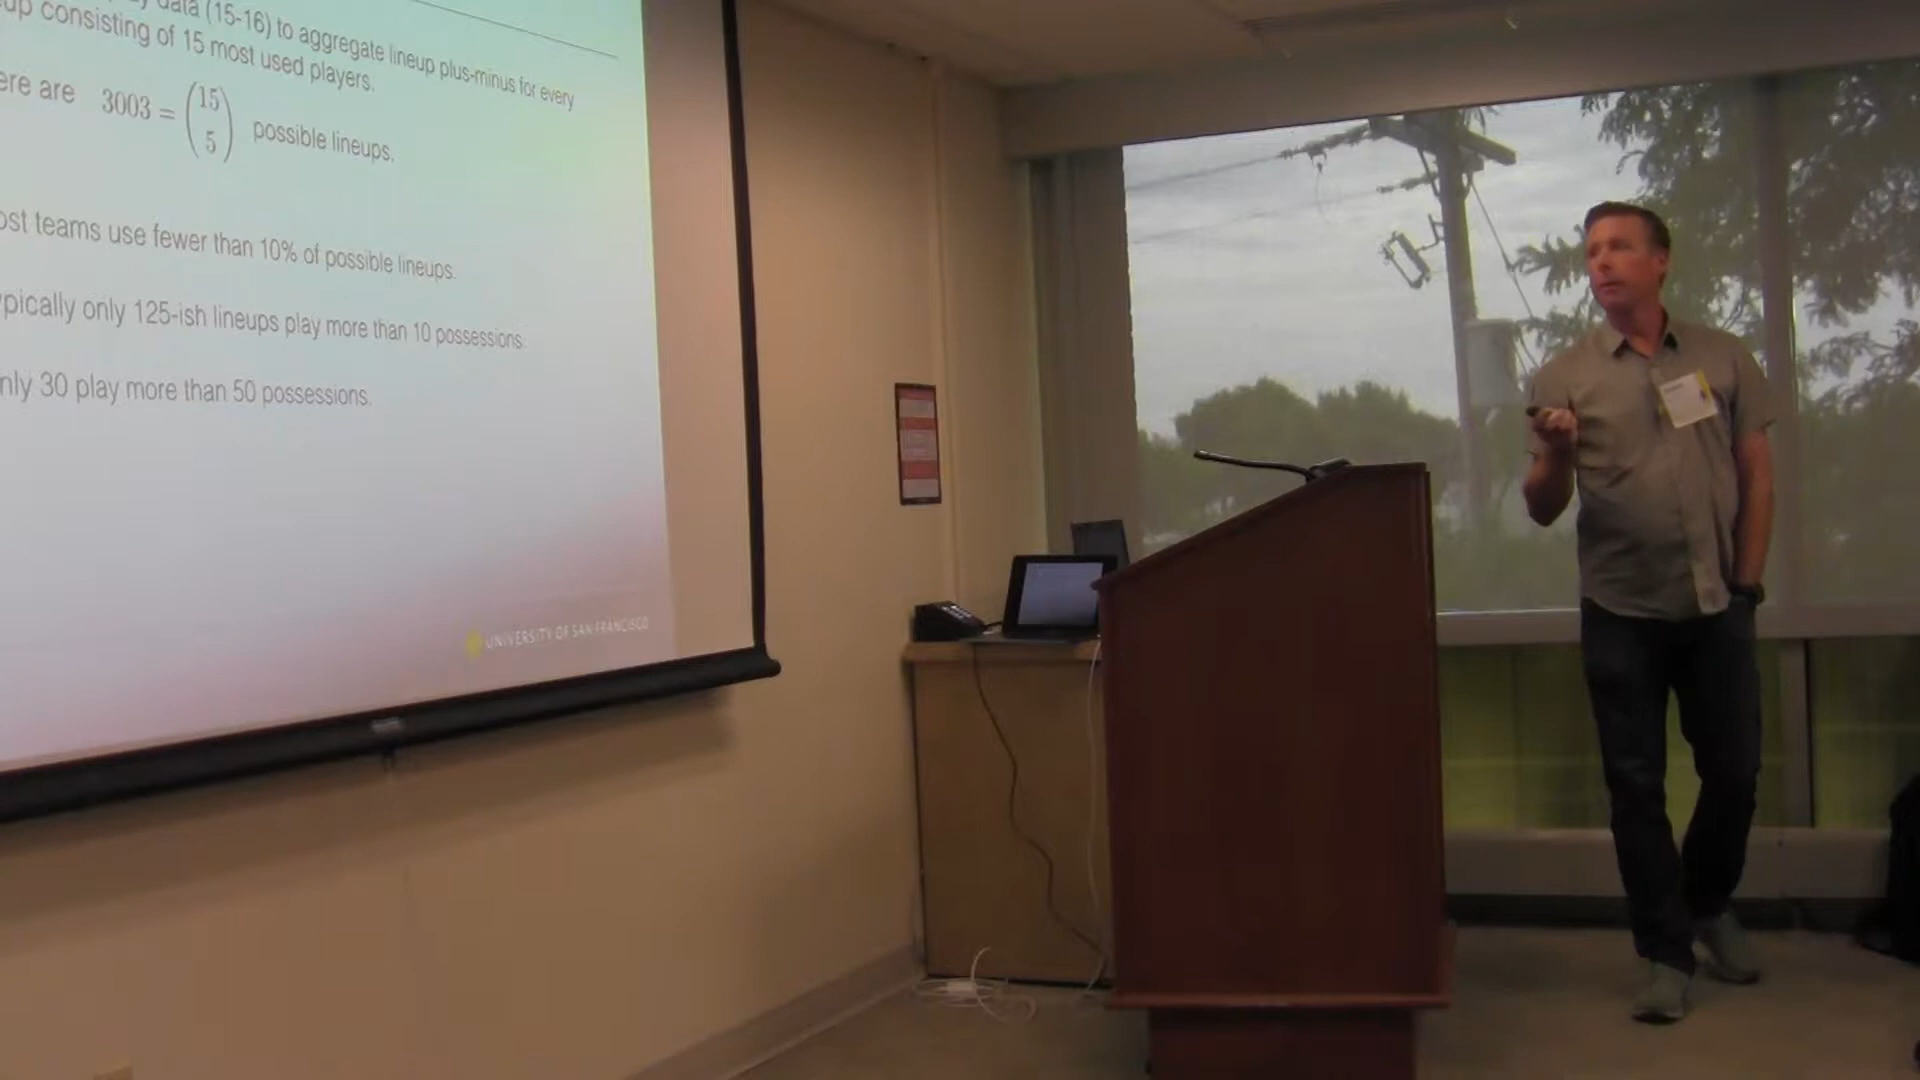 data (15-16) to aggregate lineup plus-minus for every
up consisting of 15 most used players.
ere are 3003 = (15 5) possible lineups.
ost teams use fewer than 10% of possible lineups.
ypically only 125-ish lineups play more than 10 possessions.
nly 30 play more than 50 possessions.
UNIVERSITY OF SAN FRANCISCO